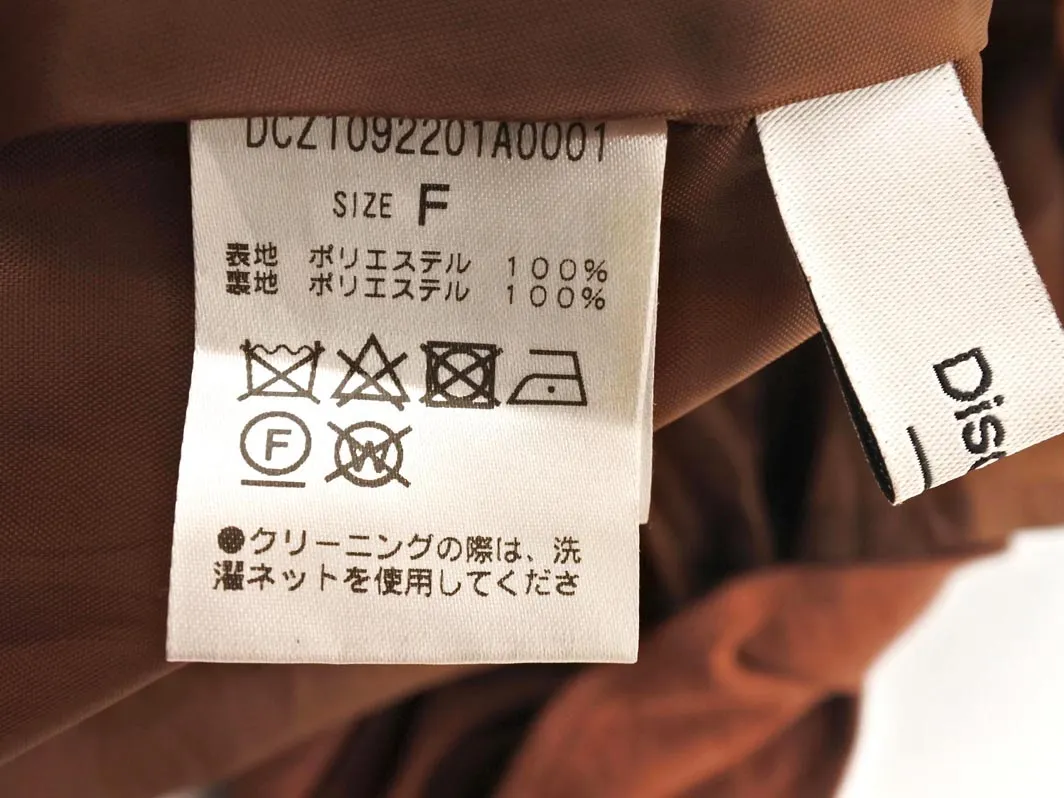 DCZ1092201A0001
SIZE F
表地 ポリエステル 100%
裏地 ポリエステル 100%
F
W
●クリーニングの際は、洗
濯ネットを使用してくださ